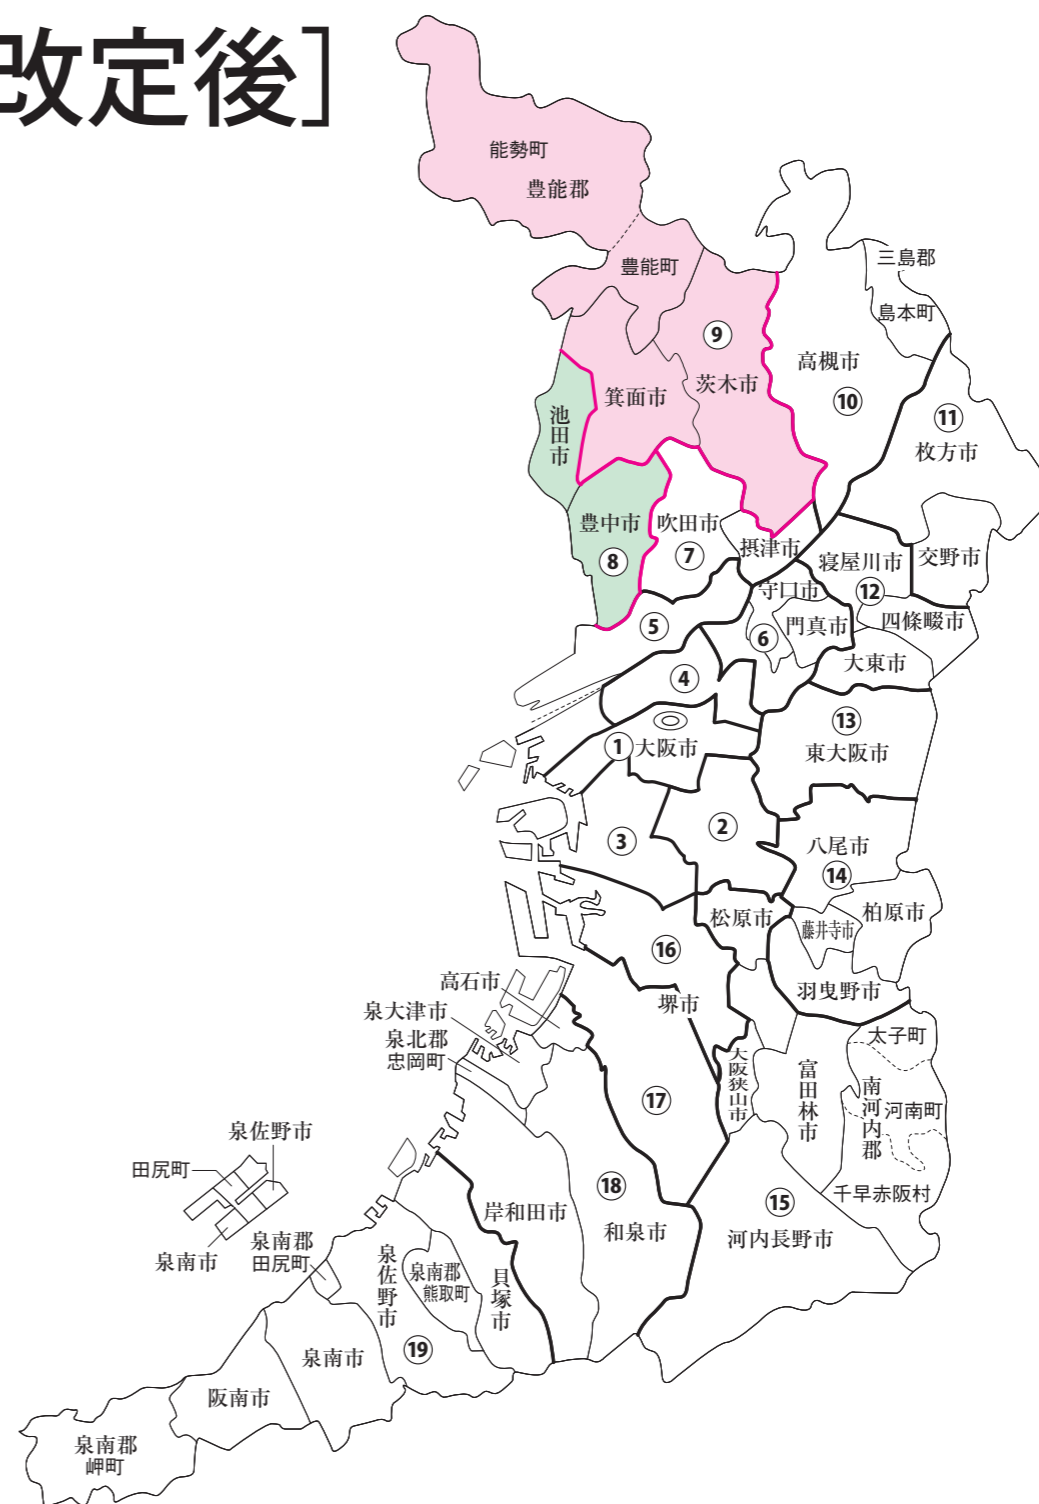 改定後］
能勢町
豊能郡
豊能町
三島郡
島本町
⑨
茨木市
高槻市
⑩
⑪
枚方市
箕面市
池田市
豊中市
⑧
吹田市
⑦
摂津市
寝屋川市
⑫
交野市
守口市
門真市
⑥
四條畷市
大東市
⑤
④
⑬
東大阪市
①
大阪市
②
③
八尾市
⑭
柏原市
松原市
藤井寺市
⑯
羽曳野市
堺市
高石市
泉大津市
泉北郡
忠岡町
太子町
大阪狭山市
富田林市
南河内郡
河南町
千早赤阪村
⑰
⑮
河内長野市
⑱
和泉市
岸和田市
泉佐野市
田尻町
泉南市
泉南郡
田尻町
泉佐野市
泉南郡
熊取町
貝塚市
⑲
泉南市
阪南市
泉南郡
岬町